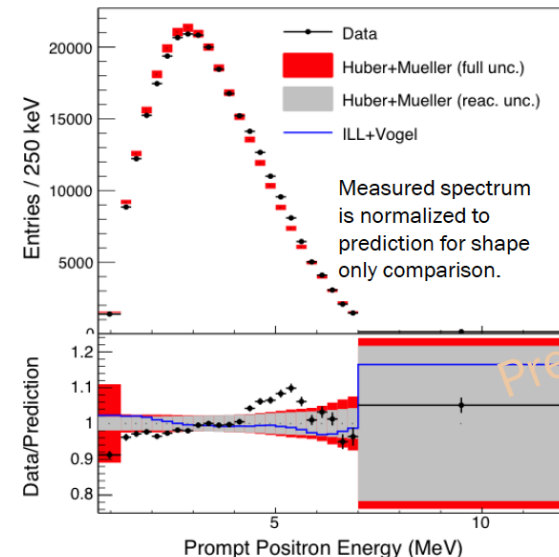 Entries / 250 keV
20000
15000
10000
5000
0
Data
Huber+Mueller (full unc.)
Huber+Mueller (reac. unc.)
ILL+Vogel
Measured spectrum
is normalized to
prediction for shape
only comparison.
Data/Prediction
1.2
1.1
1
0.9
0.8
Pre
5
10
Prompt Positron Energy (MeV)